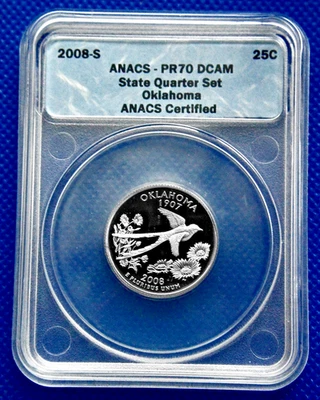 2008-S 25C
ANACS - PR70 DCAM
State Quarter Set
Oklahoma
ANACS Certified
OKLAHOMA
1907
2008
E PLURIBUS UNUM